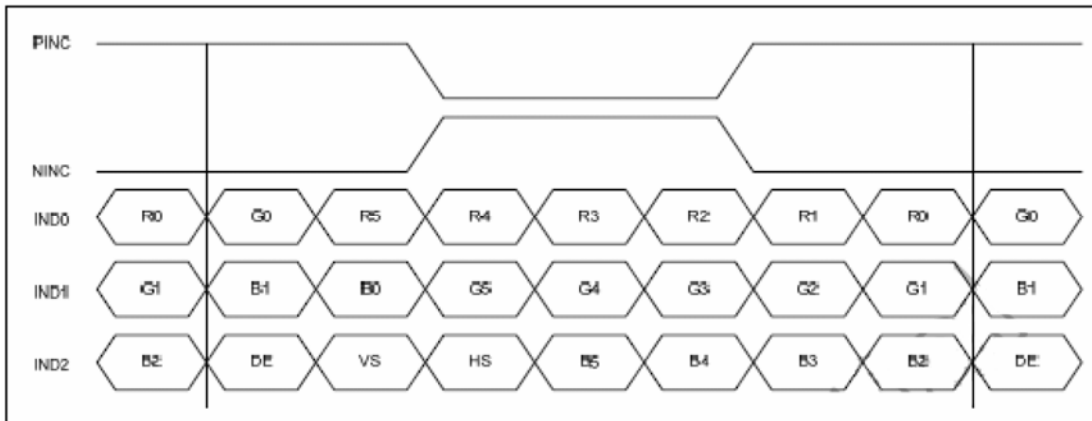 PINC
NINC
IND0 R0 G0 R5 R4 R3 R2 R1 R0 G0
IND1 G1 B1 B0 G5 G4 G3 G2 G1 B1
IND2 B2 DE VS HS B5 B4 B3 B2 DE